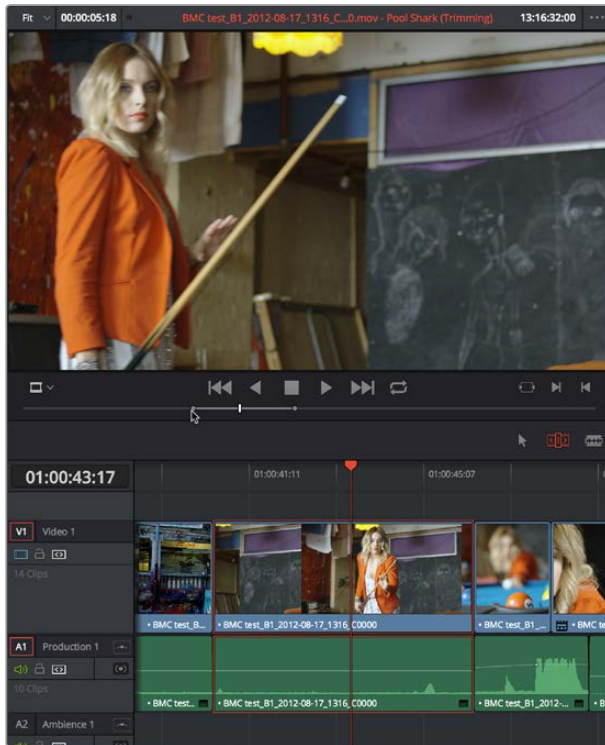 Fit 00:00:05:18 BMC test_B1_2012-08-17_1316_C...0.mov - Pool Shark (Trimming) 13:16:32:00
01:00:43:17 01:00:41:11 01:00:45:07
V1 Video 1
14 Clips
• BMC test_B... • BMC test_B1_2012-08-17_1316_C0000 • BMC test_B1_... • BMC te
A1 Production 1
10 Clips
• BMC test... • BMC test_B1_2012-08-17_1316_C0000 • BMC test_B1_2012-...
A2 Ambience 1